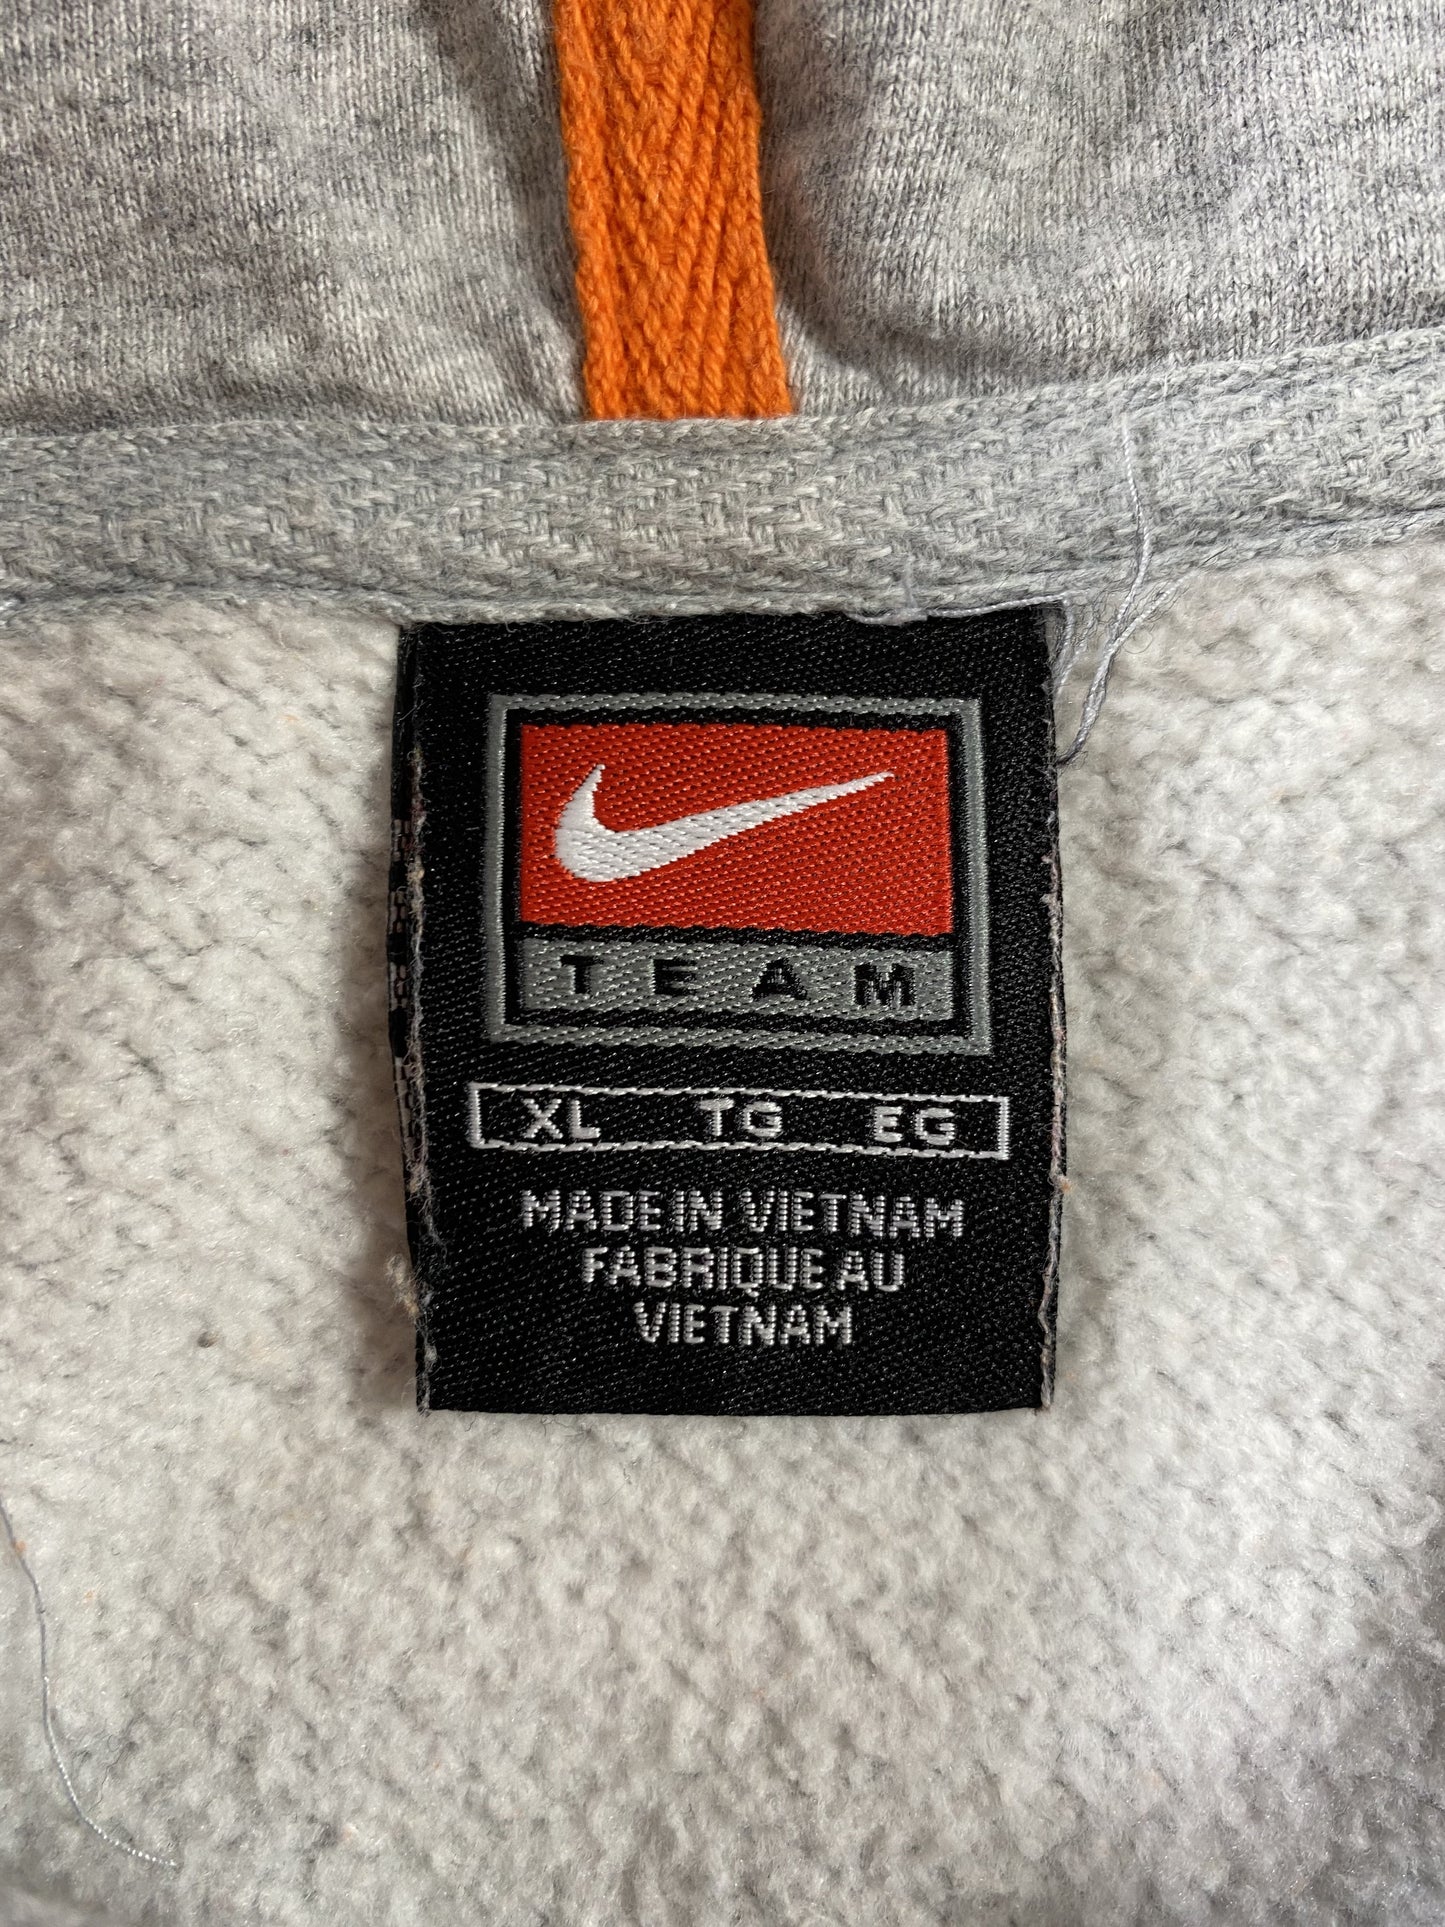 TEAM
XL TG EG
MADE IN VIETNAM
FABRIQUE AU
VIETNAM